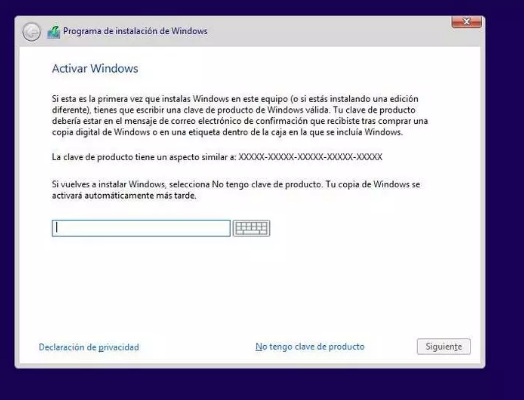 Programa de instalación de Windows
Activar Windows
Si esta es la primera vez que instalas Windows en este equipo (o si estás instalando una edición
diferente), tienes que escribir una clave de producto de Windows válida. Tu clave de producto
debería estar en el mensaje de correo electrónico de confirmación que recibiste tras comprar una
copia digital de Windows o en una etiqueta dentro de la caja en la que se incluía Windows.
La clave de producto tiene un aspecto similar a: XXXXX-XXXXX-XXXXX-XXXXX-XXXXX
Si vuelves a instalar Windows, selecciona No tengo clave de producto. Tu copia de Windows se
activará automáticamente más tarde.
Declaración de privacidad
No tengo clave de producto
Siguiente